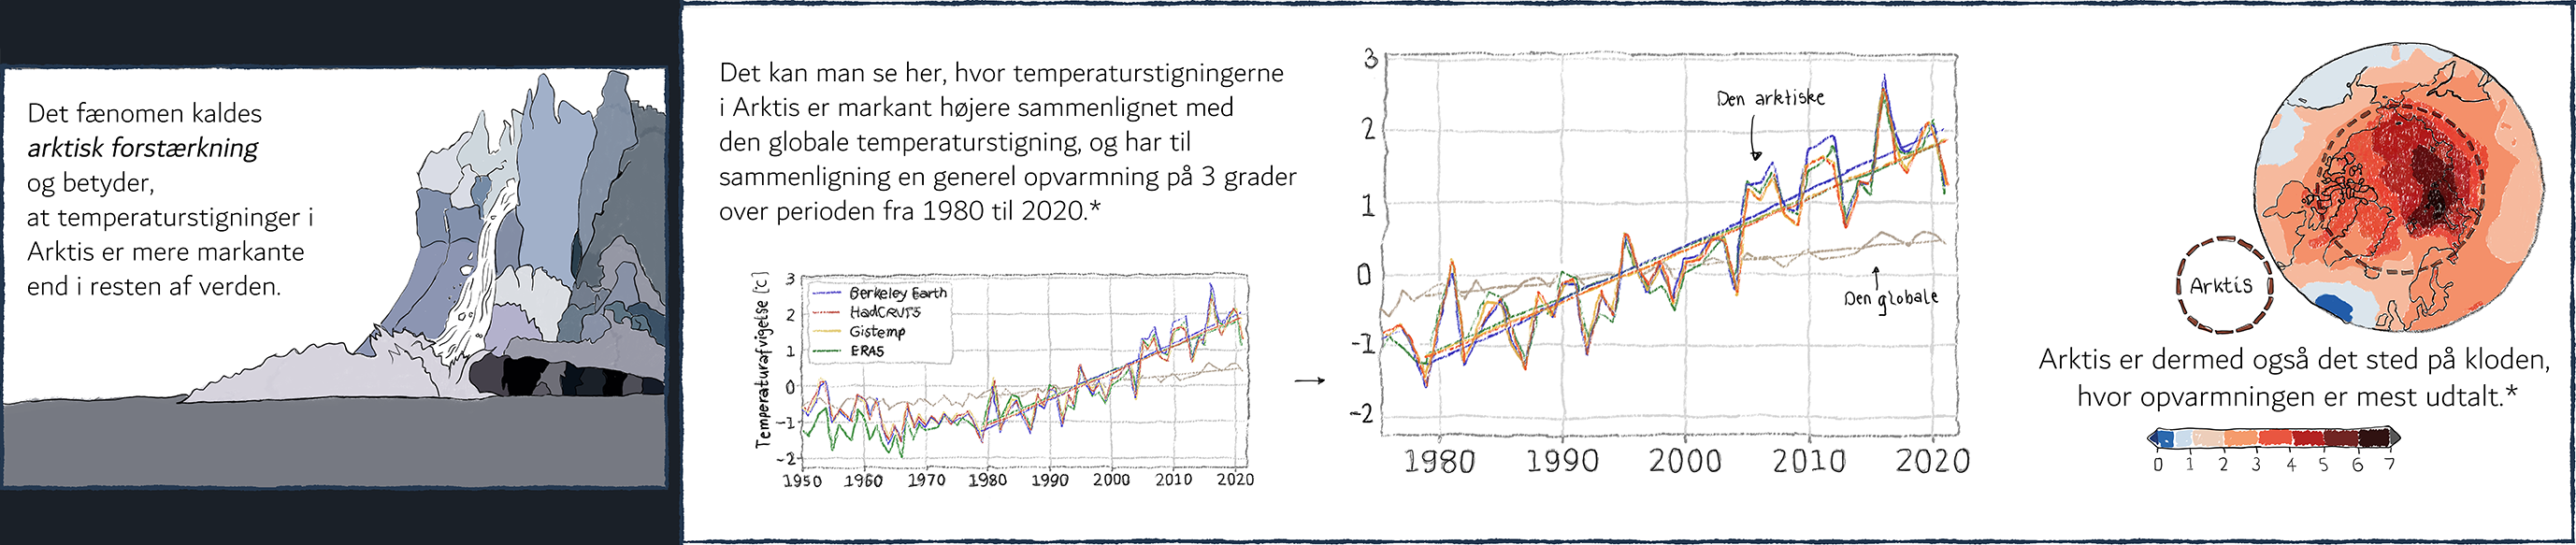 Det fænomen kaldes
arktisk forstærkning
og betyder,
at temperaturstigninger i
Arktis er mere markante
end i resten af verden.
Det kan man se her, hvor temperaturstigningerne
i Arktis er markant højere sammenlignet med
den globale temperaturstigning, og har til
sammenligning en generel opvarmning på 3 grader
over perioden fra 1980 til 2020.*
Temperaturafvigelse [°C]
3
2
1
0
-1
-2
Berkeley Earth
HadCRUT5
Gistemp
ERA5
1950 1960 1970 1980 1990 2000 2010 2020
3
2
1
0
-1
-2
Den arktiske
Den globale
1980 1990 2000 2010 2020
Arktis
Arktis er dermed også det sted på kloden,
hvor opvarmningen er mest udtalt.*
0 1 2 3 4 5 6 7